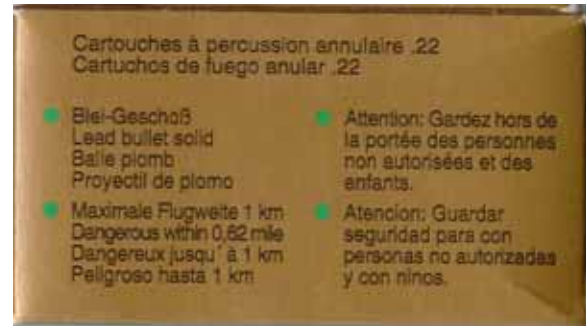 Cartouches à percussion annulaire .22
Cartuchos de fuego anular .22
Blei-Geschoß
Lead bullet solid
Balle plomb
Proyectil de plomo
Maximale Flugweite 1 km
Dangerous within 0,62 mile
Dangereux jusqu' à 1 km
Peligroso hasta 1 km
Attention: Gardez hors de
la portée des personnes
non autorisées et des
enfants.
Atencion: Guardar
seguridad para con
personas no autorizadas
y con ninos.